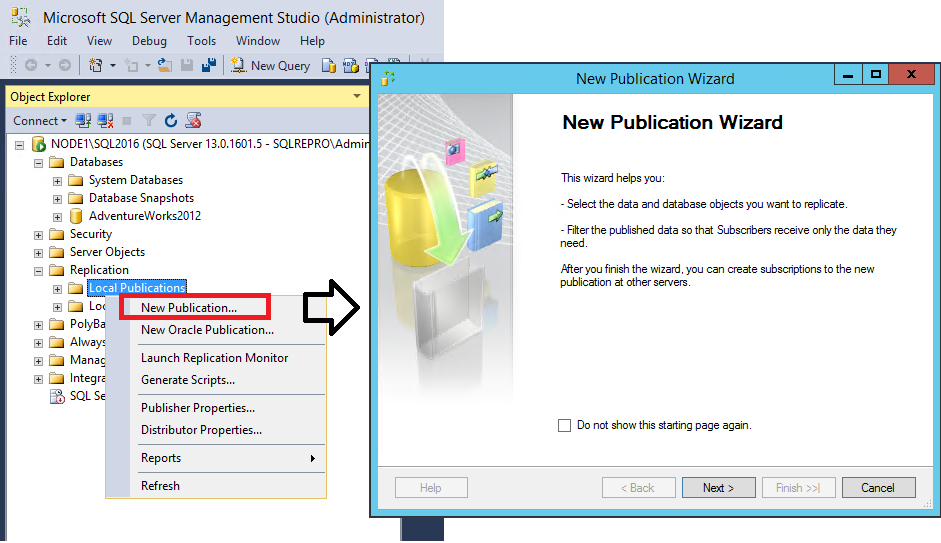 Microsoft SQL Server Management Studio (Administrator)
File Edit View Debug Tools Window Help
New Query
Object Explorer
Connect
NODE1\SQL2016 (SQL Server 13.0.1601.5 - SQLREPRO\Admin
Databases
System Databases
Database Snapshots
AdventureWorks2012
Security
Server Objects
Replication
Local Publications
Loc
PolyBa
Always
Manag
Integra
SQL Se
New Publication...
New Oracle Publication...
Launch Replication Monitor
Generate Scripts...
Publisher Properties...
Distributor Properties...
Reports
Refresh
New Publication Wizard
New Publication Wizard
This wizard helps you:
- Select the data and database objects you want to replicate.
- Filter the published data so that Subscribers receive only the data they
need.
After you finish the wizard, you can create subscriptions to the new
publication at other servers.
Do not show this starting page again.
Help < Back Next > Finish >>| Cancel